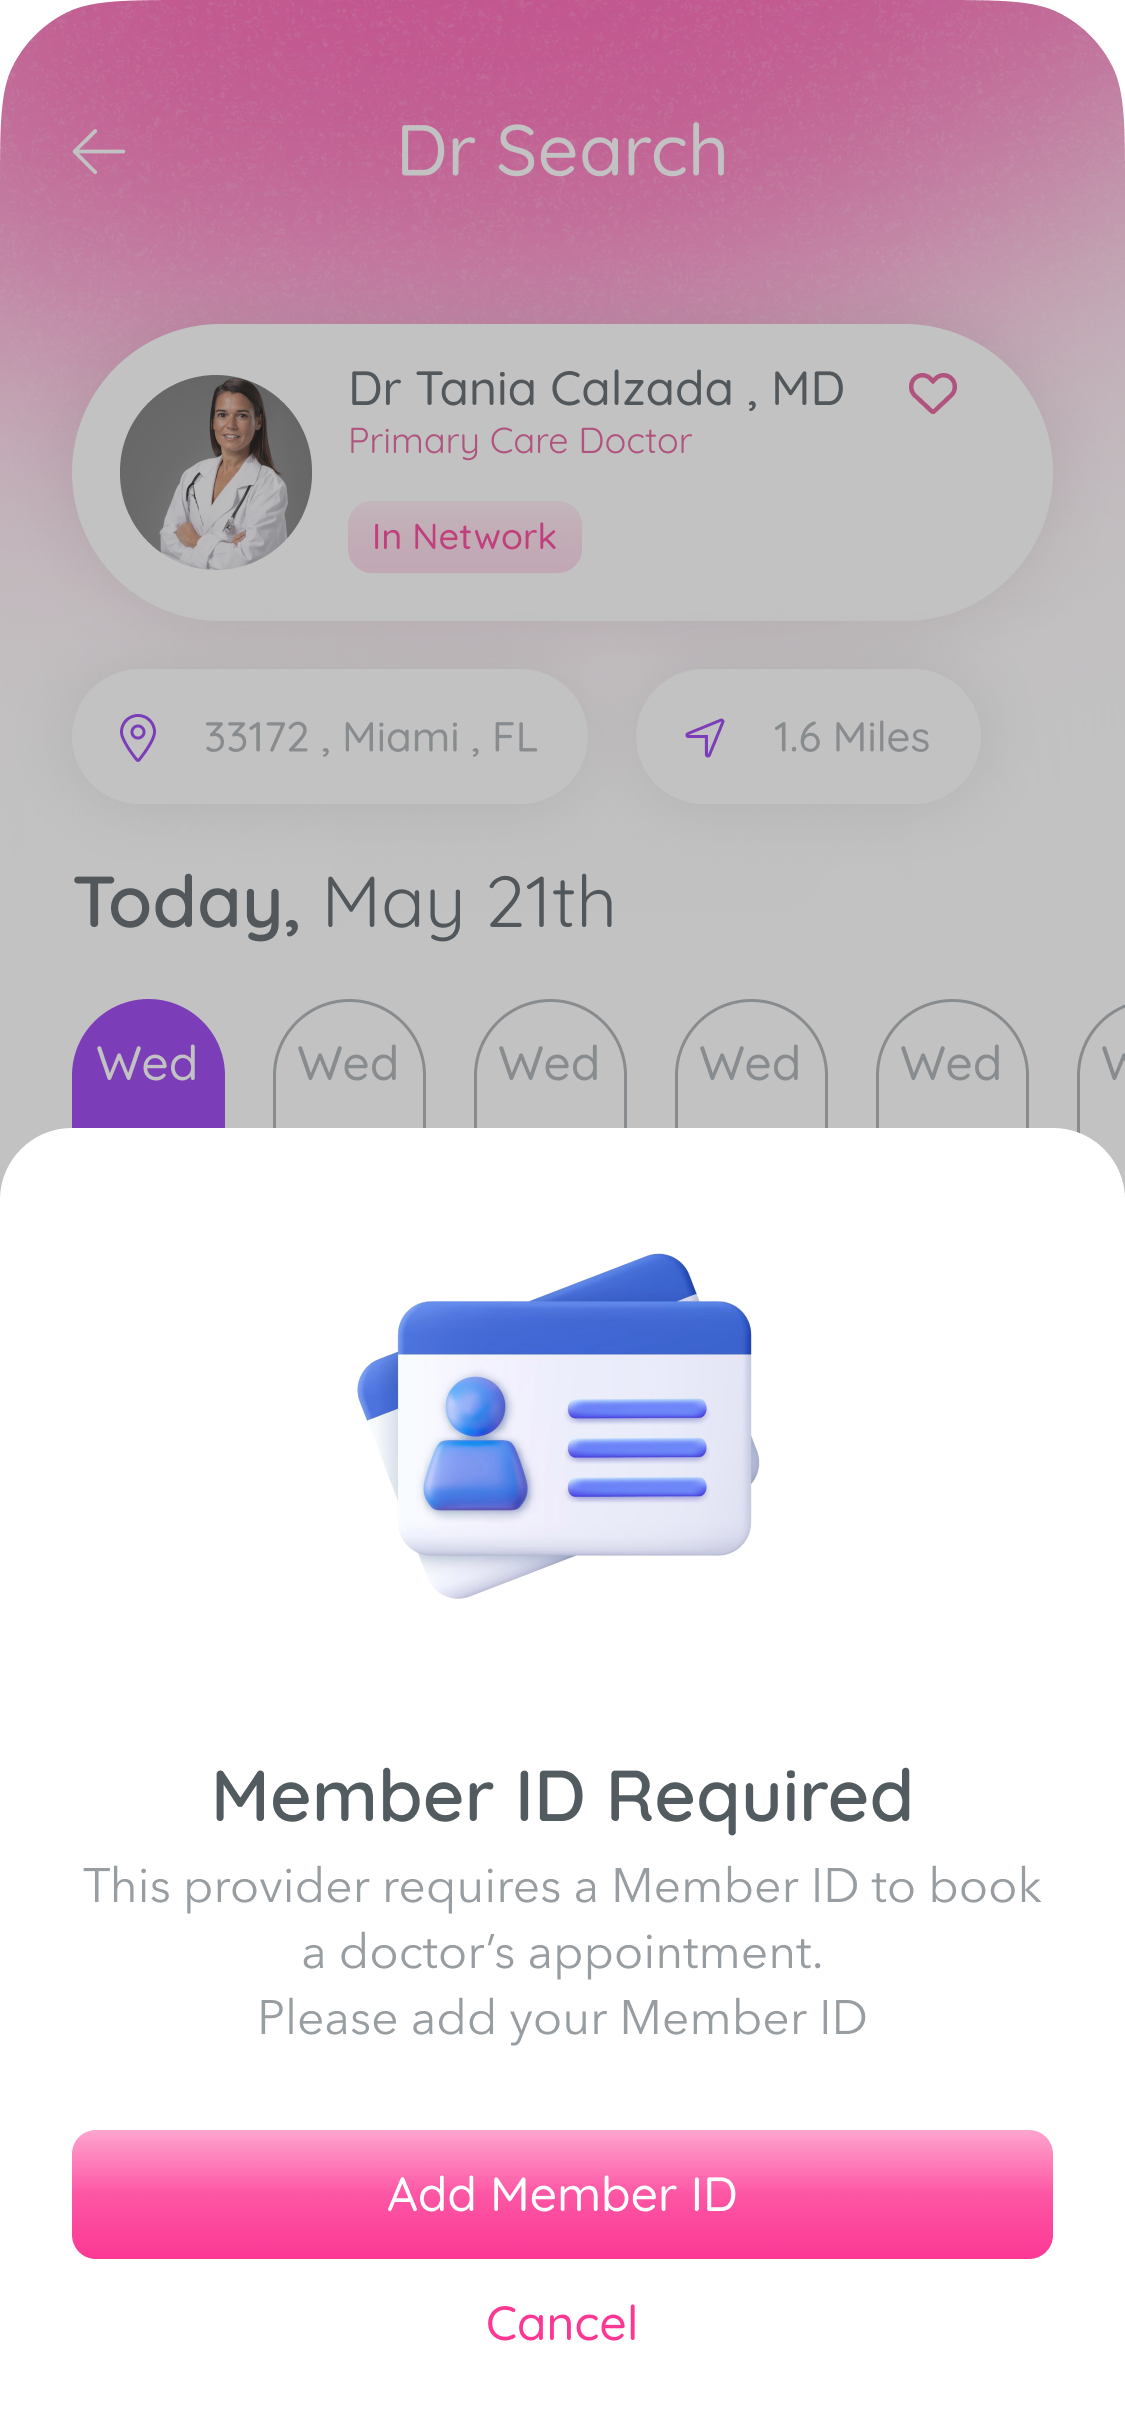 Dr Search
Dr Tania Calzada , MD
Primary Care Doctor
In Network
33172 , Miami , FL
1.6 Miles
Today, May 21th
Wed Wed Wed Wed Wed
Member ID Required
This provider requires a Member ID to book
a doctor’s appointment.
Please add your Member ID
Add Member ID
Cancel